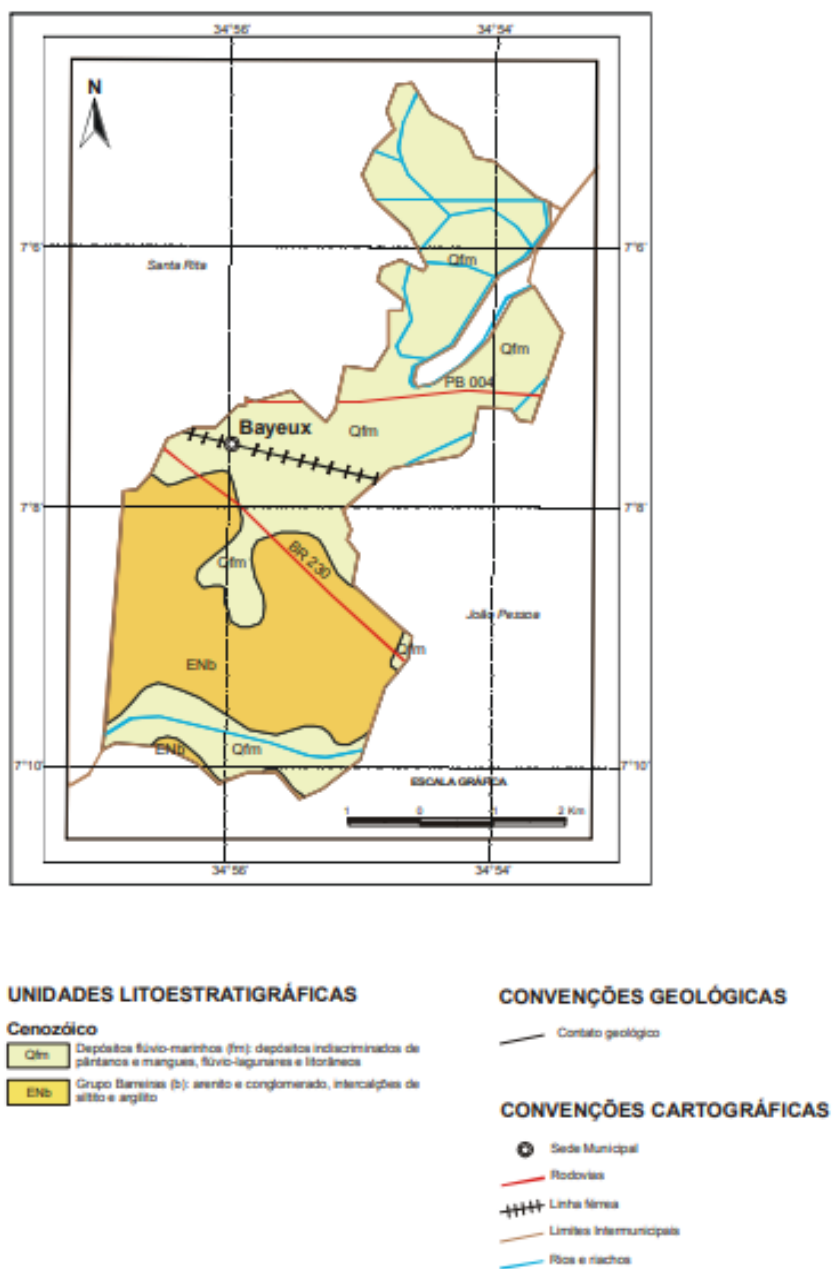 34°56' 34°54'
N
7°6' 7°6'
Santa Rita
Qfm
Qfm
PB 004
Bayeux
Qfm
7°8' 7°8'
Qfm
BR 230
João Pessoa
Qfm
ENb
ENb Qfm
7°10' 7°10'
ESCALA GRÁFICA
1 0 1 2 Km
34°56' 34°54'
UNIDADES LITOESTRATIGRÁFICAS
Cenozóico
Qfm Depósitos flúvio-marinhos (fm): depósitos indiscriminados de
pântanos e mangues, flúvio-lagunares e litorâneos
ENb Grupo Barreiras (b): arenito e conglomerado, intercalções de
siltito e argilito
CONVENÇÕES GEOLÓGICAS
Contato geológico
CONVENÇÕES CARTOGRÁFICAS
Sede Municipal
Rodovias
Linha férrea
Limites Intermunicipais
Rios e riachos